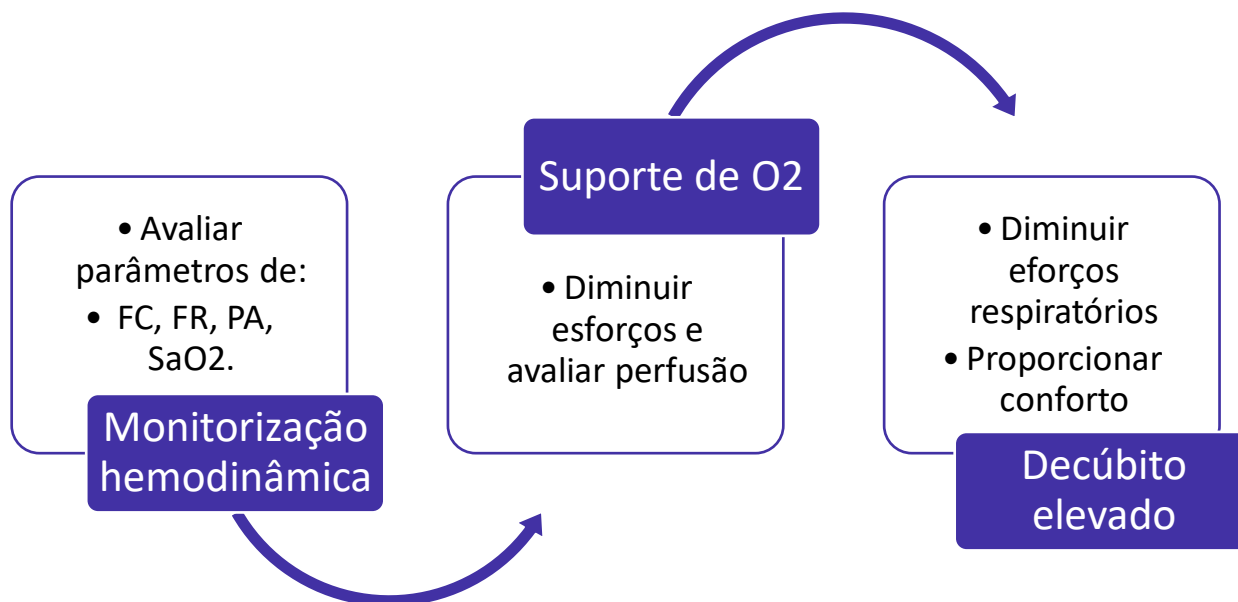 • Avaliar
parâmetros de:
• FC, FR, PA,
SaO2.
Monitorização
hemodinâmica
Suporte de O2
• Diminuir
esforços e
avaliar perfusão
• Diminuir
eforços
respiratórios
• Proporcionar
conforto
Decúbito
elevado